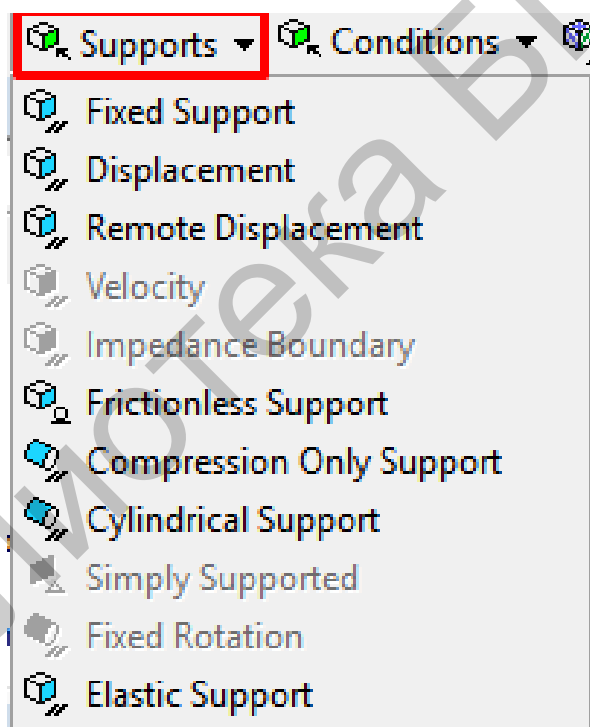 Supports Conditions
Fixed Support
Displacement
Remote Displacement
Velocity
Impedance Boundary
Frictionless Support
Compression Only Support
Cylindrical Support
Simply Supported
Fixed Rotation
Elastic Support